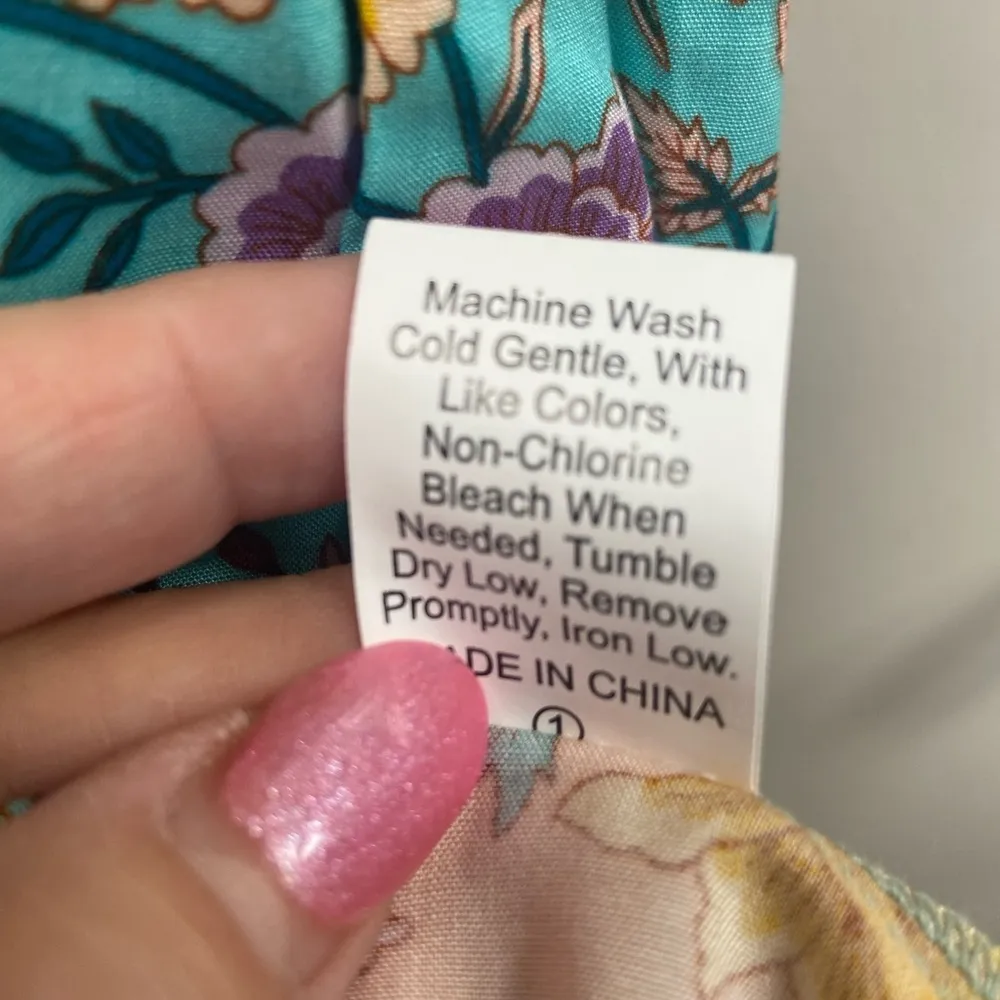 Machine Wash
Cold Gentle, With
Like Colors,
Non-Chlorine
Bleach When
Needed, Tumble
Dry Low, Remove
Promptly, Iron Low.
ADE IN CHINA
1